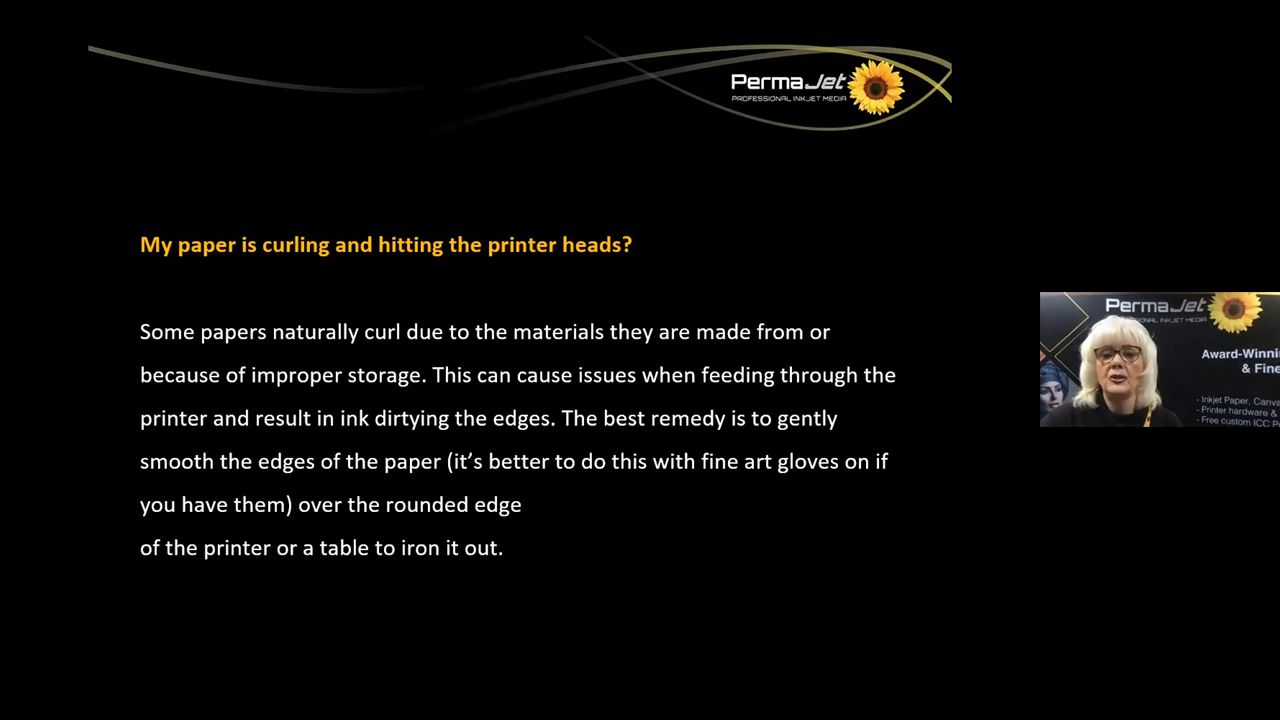 PermaJet
PROFESSIONAL INKJET MEDIA
My paper is curling and hitting the printer heads?
Some papers naturally curl due to the materials they are made from or
because of improper storage. This can cause issues when feeding through the
printer and result in ink dirtying the edges. The best remedy is to gently
smooth the edges of the paper (it’s better to do this with fine art gloves on if
you have them) over the rounded edge
of the printer or a table to iron it out.
PermaJet
INKJET MEDIA
Award-Winni
& Fine
- Inkjet Paper, Canva
- Printer hardware &
- Free custom ICC P